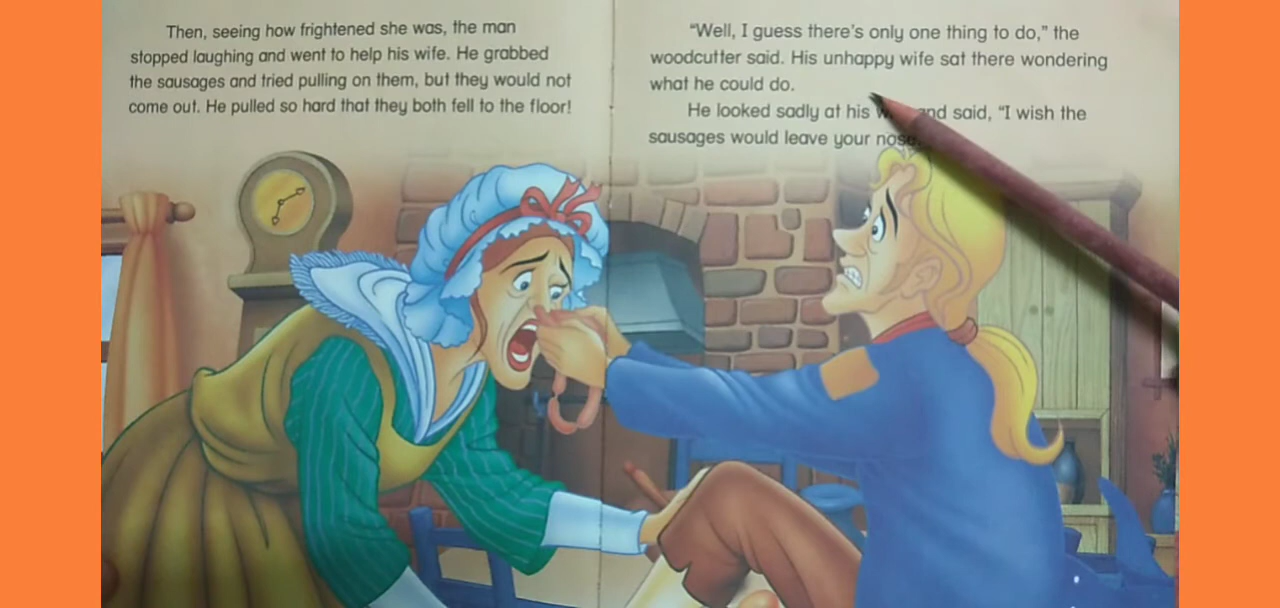 Then, seeing how frightened she was, the man
stopped laughing and went to help his wife. He grabbed
the sausages and tried pulling on them, but they would not
come out. He pulled so hard that they both fell to the floor!
“Well, I guess there’s only one thing to do,” the
woodcutter said. His unhappy wife sat there wondering
what he could do.
He looked sadly at his and said, “I wish the
sausages would leave your nose